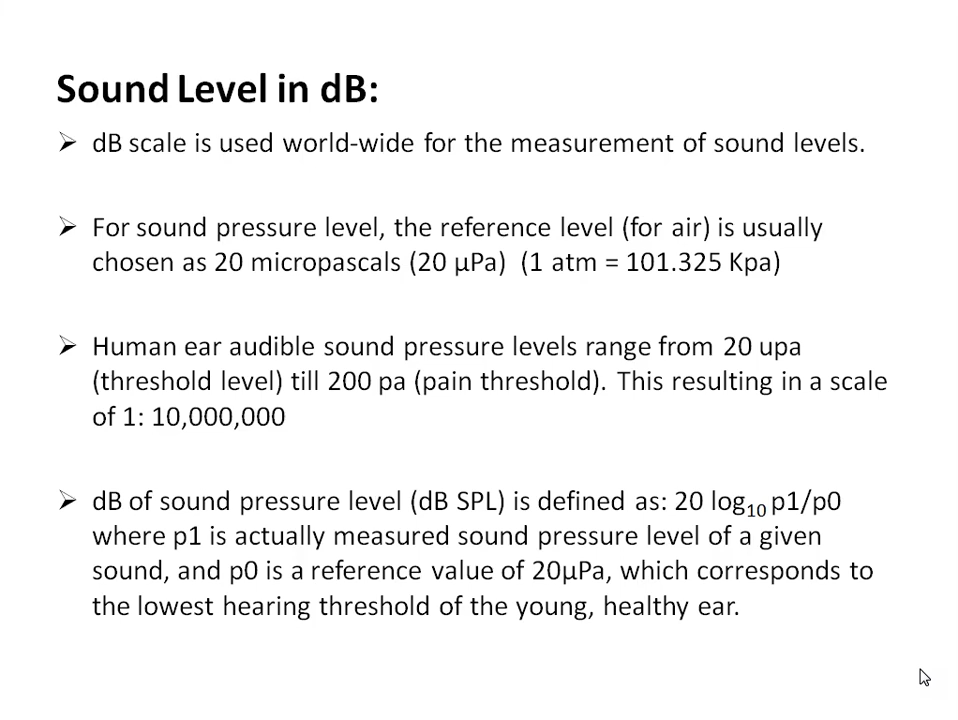 Sound Level in dB:
➢ dB scale is used world-wide for the measurement of sound levels.
➢ For sound pressure level, the reference level (for air) is usually
chosen as 20 micropascals (20 µPa)  (1 atm = 101.325 Kpa)
➢ Human ear audible sound pressure levels range from 20 upa
(threshold level) till 200 pa (pain threshold).  This resulting in a scale
of 1: 10,000,000
➢ dB of sound pressure level (dB SPL) is defined as: 20 log₁₀ p1/p0
where p1 is actually measured sound pressure level of a given
sound, and p0 is a reference value of 20µPa, which corresponds to
the lowest hearing threshold of the young, healthy ear.